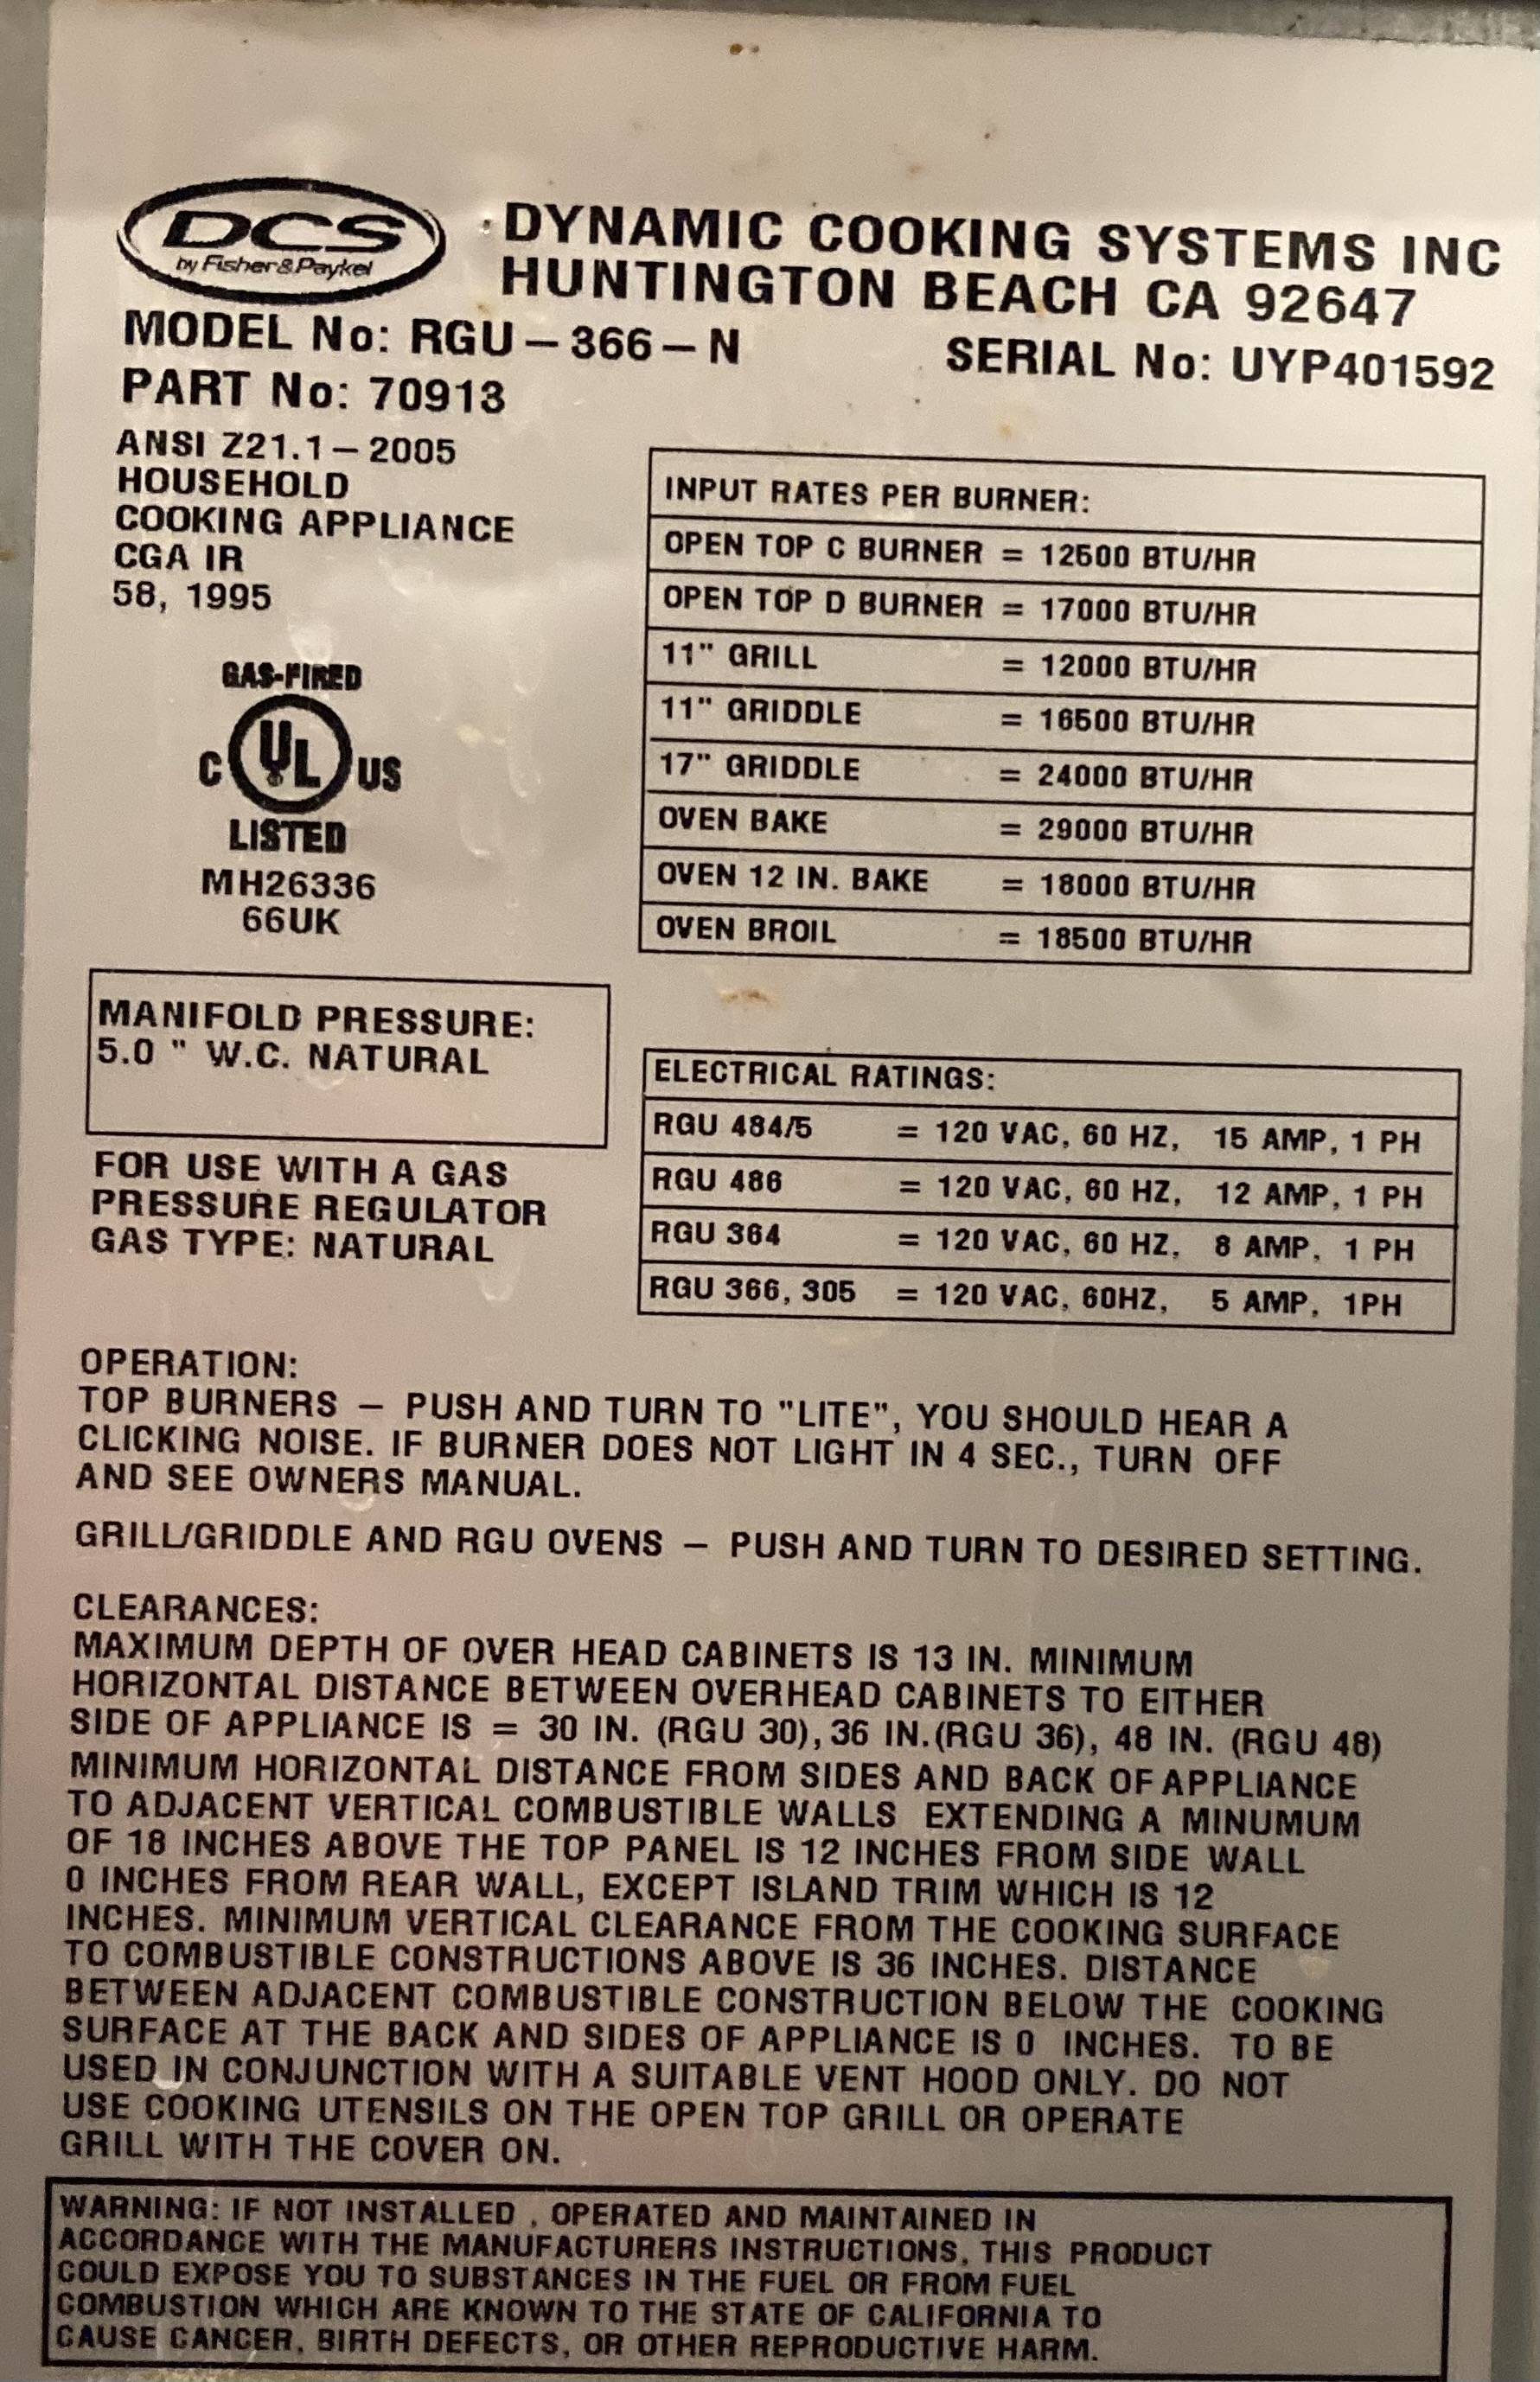 DCS
by Fisher&Paykel
DYNAMIC COOKING SYSTEMS INC
HUNTINGTON BEACH CA 92647
MODEL No: RGU-366-N
SERIAL No: UYP401592
PART No: 70913
ANSI Z21.1-2005
HOUSEHOLD
COOKING APPLIANCE
CGA IR
58, 1995
GAS-FIRED
C UL US
LISTED
MH26336
66UK
INPUT RATES PER BURNER:
OPEN TOP C BURNER = 12500 BTU/HR
OPEN TOP D BURNER = 17000 BTU/HR
11" GRILL = 12000 BTU/HR
11" GRIDDLE = 16500 BTU/HR
17" GRIDDLE = 24000 BTU/HR
OVEN BAKE = 29000 BTU/HR
OVEN 12 IN. BAKE = 18000 BTU/HR
OVEN BROIL = 18500 BTU/HR
MANIFOLD PRESSURE:
5.0 " W.C. NATURAL
FOR USE WITH A GAS
PRESSURE REGULATOR
GAS TYPE: NATURAL
ELECTRICAL RATINGS:
RGU 484/5 = 120 VAC, 60 HZ, 15 AMP, 1 PH
RGU 486 = 120 VAC, 60 HZ, 12 AMP, 1 PH
RGU 364 = 120 VAC, 60 HZ, 8 AMP, 1 PH
RGU 366, 305 = 120 VAC, 60HZ, 5 AMP, 1PH
OPERATION:
TOP BURNERS - PUSH AND TURN TO "LITE", YOU SHOULD HEAR A
CLICKING NOISE. IF BURNER DOES NOT LIGHT IN 4 SEC., TURN OFF
AND SEE OWNERS MANUAL.
GRILL/GRIDDLE AND RGU OVENS - PUSH AND TURN TO DESIRED SETTING.
CLEARANCES:
MAXIMUM DEPTH OF OVER HEAD CABINETS IS 13 IN. MINIMUM
HORIZONTAL DISTANCE BETWEEN OVERHEAD CABINETS TO EITHER
SIDE OF APPLIANCE IS = 30 IN. (RGU 30), 36 IN.(RGU 36), 48 IN. (RGU 48)
MINIMUM HORIZONTAL DISTANCE FROM SIDES AND BACK OF APPLIANCE
TO ADJACENT VERTICAL COMBUSTIBLE WALLS EXTENDING A MINUMUM
OF 18 INCHES ABOVE THE TOP PANEL IS 12 INCHES FROM SIDE WALL
0 INCHES FROM REAR WALL, EXCEPT ISLAND TRIM WHICH IS 12
INCHES. MINIMUM VERTICAL CLEARANCE FROM THE COOKING SURFACE
TO COMBUSTIBLE CONSTRUCTIONS ABOVE IS 36 INCHES. DISTANCE
BETWEEN ADJACENT COMBUSTIBLE CONSTRUCTION BELOW THE COOKING
SURFACE AT THE BACK AND SIDES OF APPLIANCE IS 0 INCHES. TO BE
USED IN CONJUNCTION WITH A SUITABLE VENT HOOD ONLY. DO NOT
USE COOKING UTENSILS ON THE OPEN TOP GRILL OR OPERATE
GRILL WITH THE COVER ON.
WARNING: IF NOT INSTALLED , OPERATED AND MAINTAINED IN
ACCORDANCE WITH THE MANUFACTURERS INSTRUCTIONS, THIS PRODUCT
COULD EXPOSE YOU TO SUBSTANCES IN THE FUEL OR FROM FUEL
COMBUSTION WHICH ARE KNOWN TO THE STATE OF CALIFORNIA TO
CAUSE CANCER, BIRTH DEFECTS, OR OTHER REPRODUCTIVE HARM.